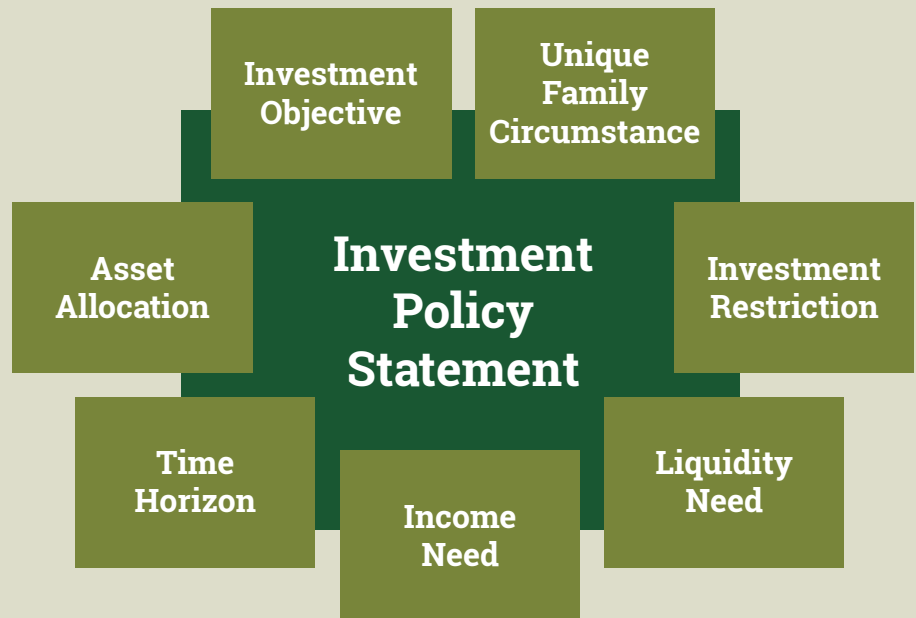 Investment
Objective
Unique
Family
Circumstance
Asset
Allocation
Investment
Policy
Statement
Investment
Restriction
Time
Horizon
Income
Need
Liquidity
Need